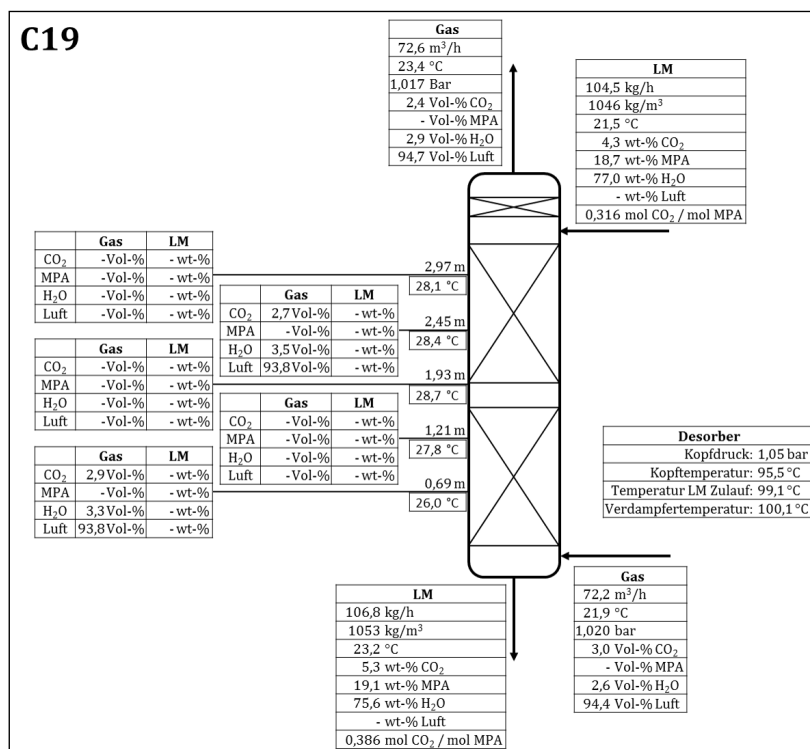 C19
Gas
72,6 m³/h
23,4 °C
1,017 Bar
2,4 Vol-% CO₂
- Vol-% MPA
2,9 Vol-% H₂O
94,7 Vol-% Luft
LM
104,5 kg/h
1046 kg/m³
21,5 °C
4,3 wt-% CO₂
18,7 wt-% MPA
77,0 wt-% H₂O
- wt-% Luft
0,316 mol CO₂ / mol MPA
Gas LM
CO₂ -Vol-% - wt-%
MPA -Vol-% - wt-%
H₂O -Vol-% - wt-%
Luft -Vol-% - wt-%
2,97 m
28,1 °C
Gas LM
CO₂ 2,7 Vol-% - wt-%
MPA -Vol-% - wt-%
H₂O 3,5 Vol-% - wt-%
Luft 93,8 Vol-% - wt-%
2,45 m
28,4 °C
Gas LM
CO₂ -Vol-% - wt-%
MPA -Vol-% - wt-%
H₂O -Vol-% - wt-%
Luft -Vol-% - wt-%
1,93 m
28,7 °C
Gas LM
CO₂ -Vol-% - wt-%
MPA -Vol-% - wt-%
H₂O -Vol-% - wt-%
Luft -Vol-% - wt-%
1,21 m
27,8 °C
Gas LM
CO₂ 2,9 Vol-% - wt-%
MPA -Vol-% - wt-%
H₂O 3,3 Vol-% - wt-%
Luft 93,8 Vol-% - wt-%
0,69 m
26,0 °C
Desorber
Kopfdruck: 1,05 bar
Kopftemperatur: 95,5 °C
Temperatur LM Zulauf: 99,1 °C
Verdampfertemperatur: 100,1 °C
LM
106,8 kg/h
1053 kg/m³
23,2 °C
5,3 wt-% CO₂
19,1 wt-% MPA
75,6 wt-% H₂O
- wt-% Luft
0,386 mol CO₂ / mol MPA
Gas
72,2 m³/h
21,9 °C
1,020 bar
3,0 Vol-% CO₂
- Vol-% MPA
2,6 Vol-% H₂O
94,4 Vol-% Luft